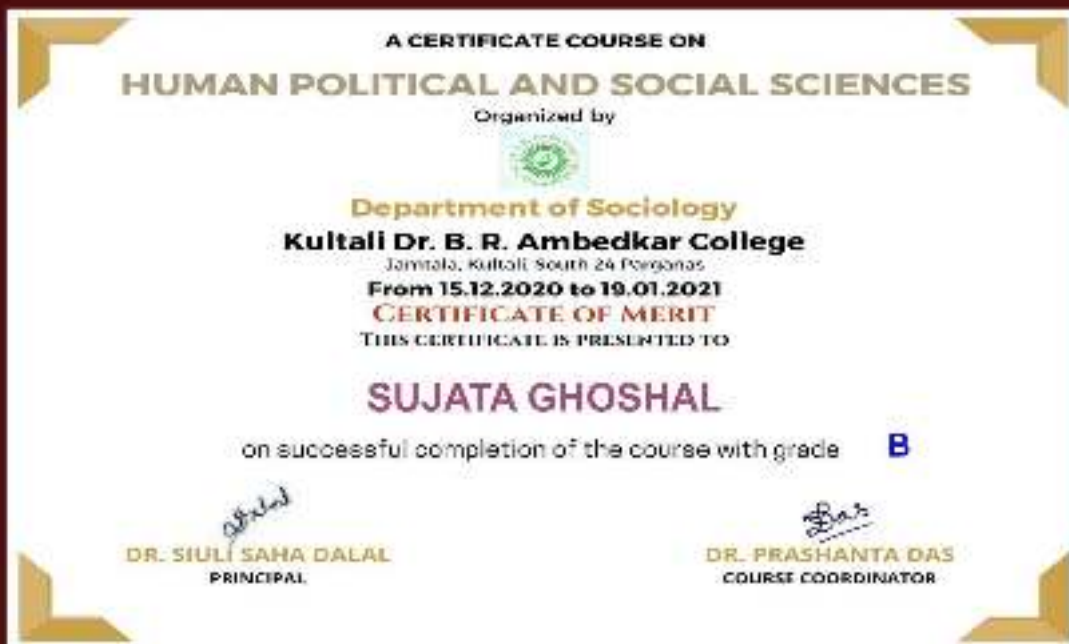 A CERTIFICATE COURSE ON
HUMAN POLITICAL AND SOCIAL SCIENCES
Organized by
Department of Sociology
Kultali Dr. B. R. Ambedkar College
Jamtala, Kultali, South 24 Parganas
From 15.12.2020 to 19.01.2021
CERTIFICATE OF MERIT
THIS CERTIFICATE IS PRESENTED TO
SUJATA GHOSHAL
on successful completion of the course with grade B
Das
DR. SIULI SAHA DALAL
DR. PRASHANTA DAS
PRINCIPAL
COURSE COORDINATOR